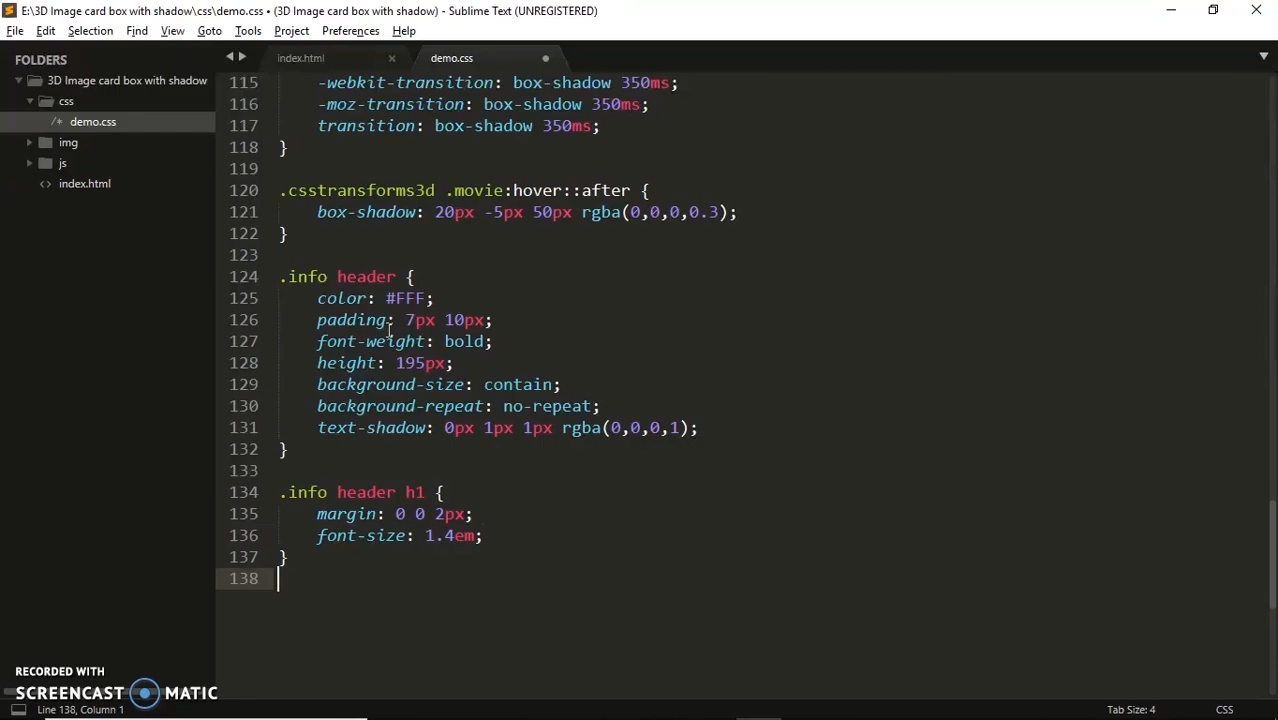 E:\3D Image card box with shadow\css\demo.css • (3D Image card box with shadow) - Sublime Text (UNREGISTERED)
File Edit Selection Find View Goto Tools Project Preferences Help
FOLDERS
3D Image card box with shadow
css
/* demo.css
img
js
<> index.html
index.html × demo.css
115 -webkit-transition: box-shadow 350ms;
116 -moz-transition: box-shadow 350ms;
117 transition: box-shadow 350ms;
118 }
119
120 .csstransforms3d .movie:hover::after {
121 box-shadow: 20px -5px 50px rgba(0,0,0,0.3);
122 }
123
124 .info header {
125 color: #FFF;
126 padding: 7px 10px;
127 font-weight: bold;
128 height: 195px;
129 background-size: contain;
130 background-repeat: no-repeat;
131 text-shadow: 0px 1px 1px rgba(0,0,0,1);
132 }
133
134 .info header h1 {
135 margin: 0 0 2px;
136 font-size: 1.4em;
137 }
138
RECORDED WITH
SCREENCAST MATIC
Line 138, Column 1 Tab Size: 4 CSS